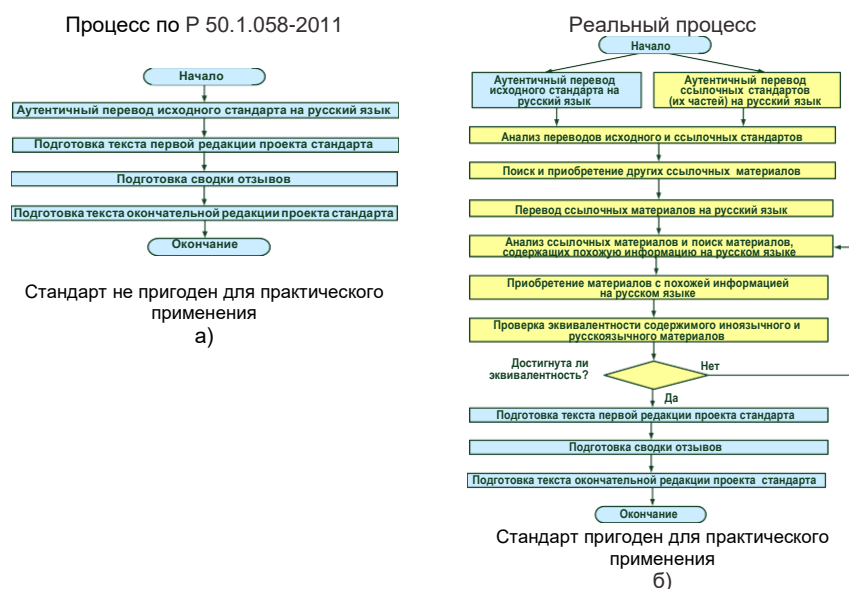 Процесс по Р 50.1.058-2011
Начало
Аутентичный перевод исходного стандарта на русский язык
Подготовка текста первой редакции проекта стандарта
Подготовка сводки отзывов
Подготовка текста окончательной редакции проекта стандарта
Окончание
Стандарт не пригоден для практического
применения
а)
Реальный процесс
Начало
Аутентичный перевод
исходного стандарта на
русский язык
Аутентичный перевод
ссылочных стандартов
(их частей) на русский язык
Анализ переводов исходного и ссылочных стандартов
Поиск и приобретение других ссылочных материалов
Перевод ссылочных материалов на русский язык
Анализ ссылочных материалов и поиск материалов,
содержащих похожую информацию на русском языке
Приобретение материалов с похожей информацией
на русском языке
Проверка эквивалентности содержимого иноязычного и
русскоязычного материалов
Достигнута ли
эквивалентность?
Нет
Да
Подготовка текста первой редакции проекта стандарта
Подготовка сводки отзывов
Подготовка текста окончательной редакции проекта стандарта
Окончание
Стандарт пригоден для практического
применения
б)